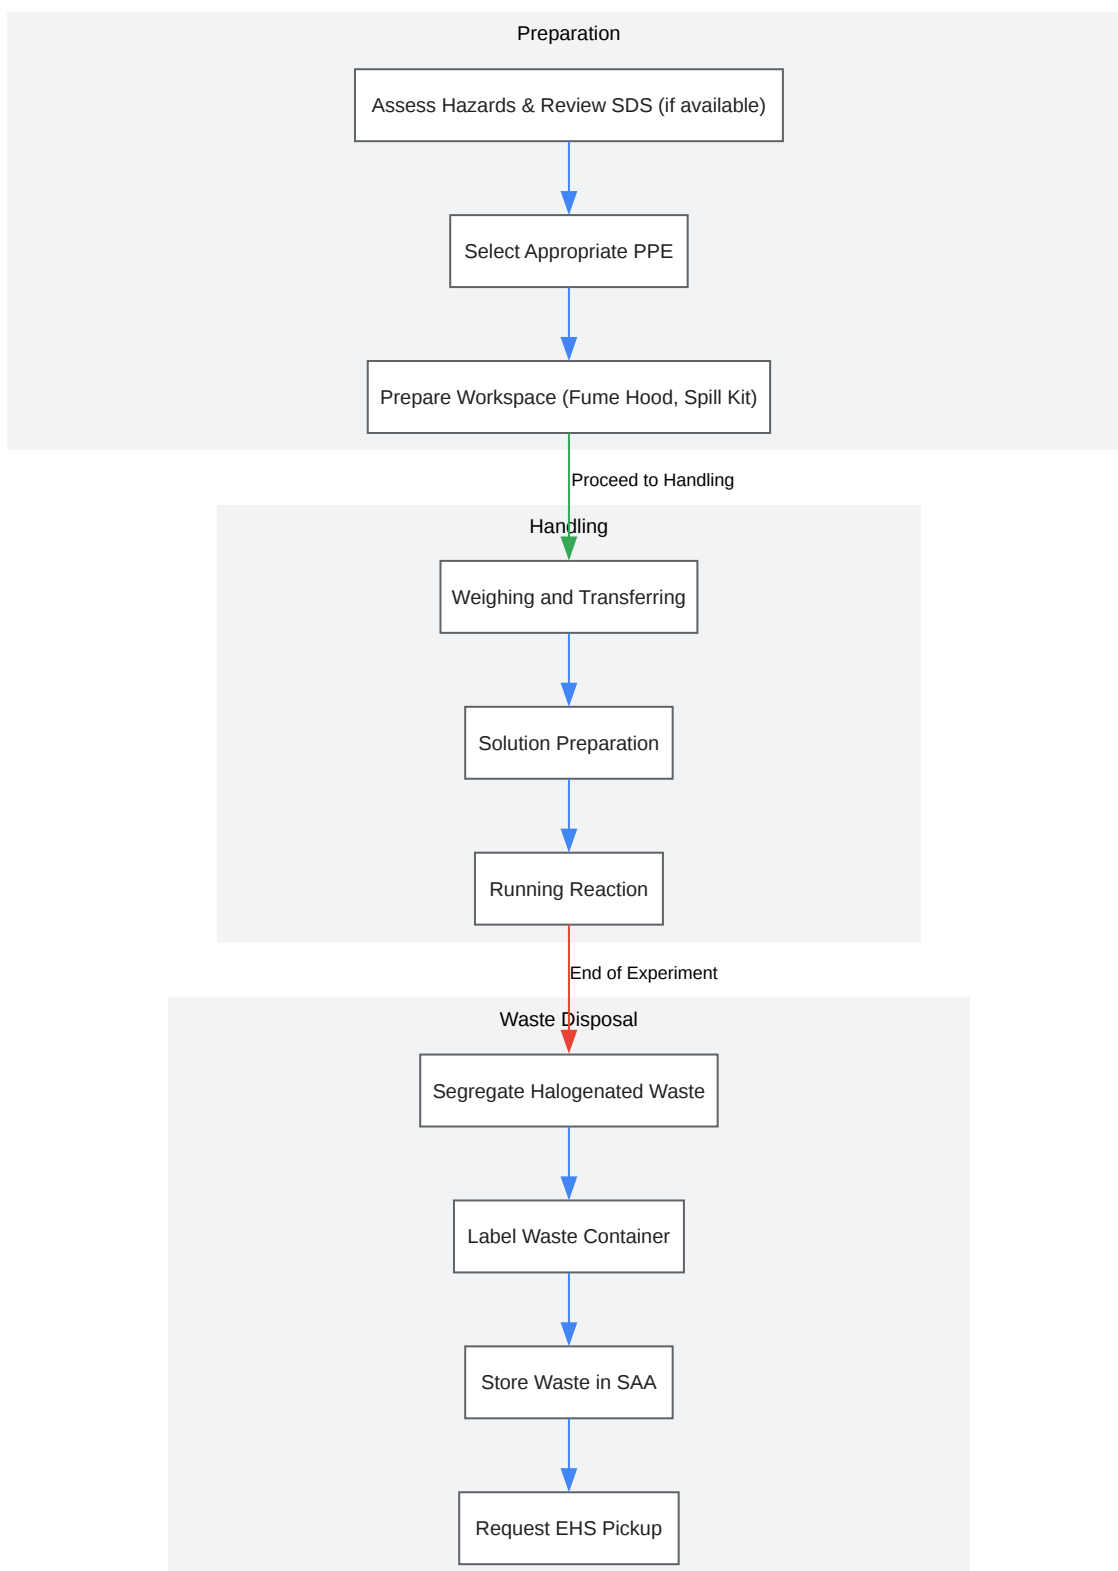 Preparation
Assess Hazards & Review SDS (if available)
Select Appropriate PPE
Prepare Workspace (Fume Hood, Spill Kit)
Proceed to Handling
Handling
Weighing and Transferring
Solution Preparation
Running Reaction
End of Experiment
Waste Disposal
Segregate Halogenated Waste
Label Waste Container
Store Waste in SAA
Request EHS Pickup